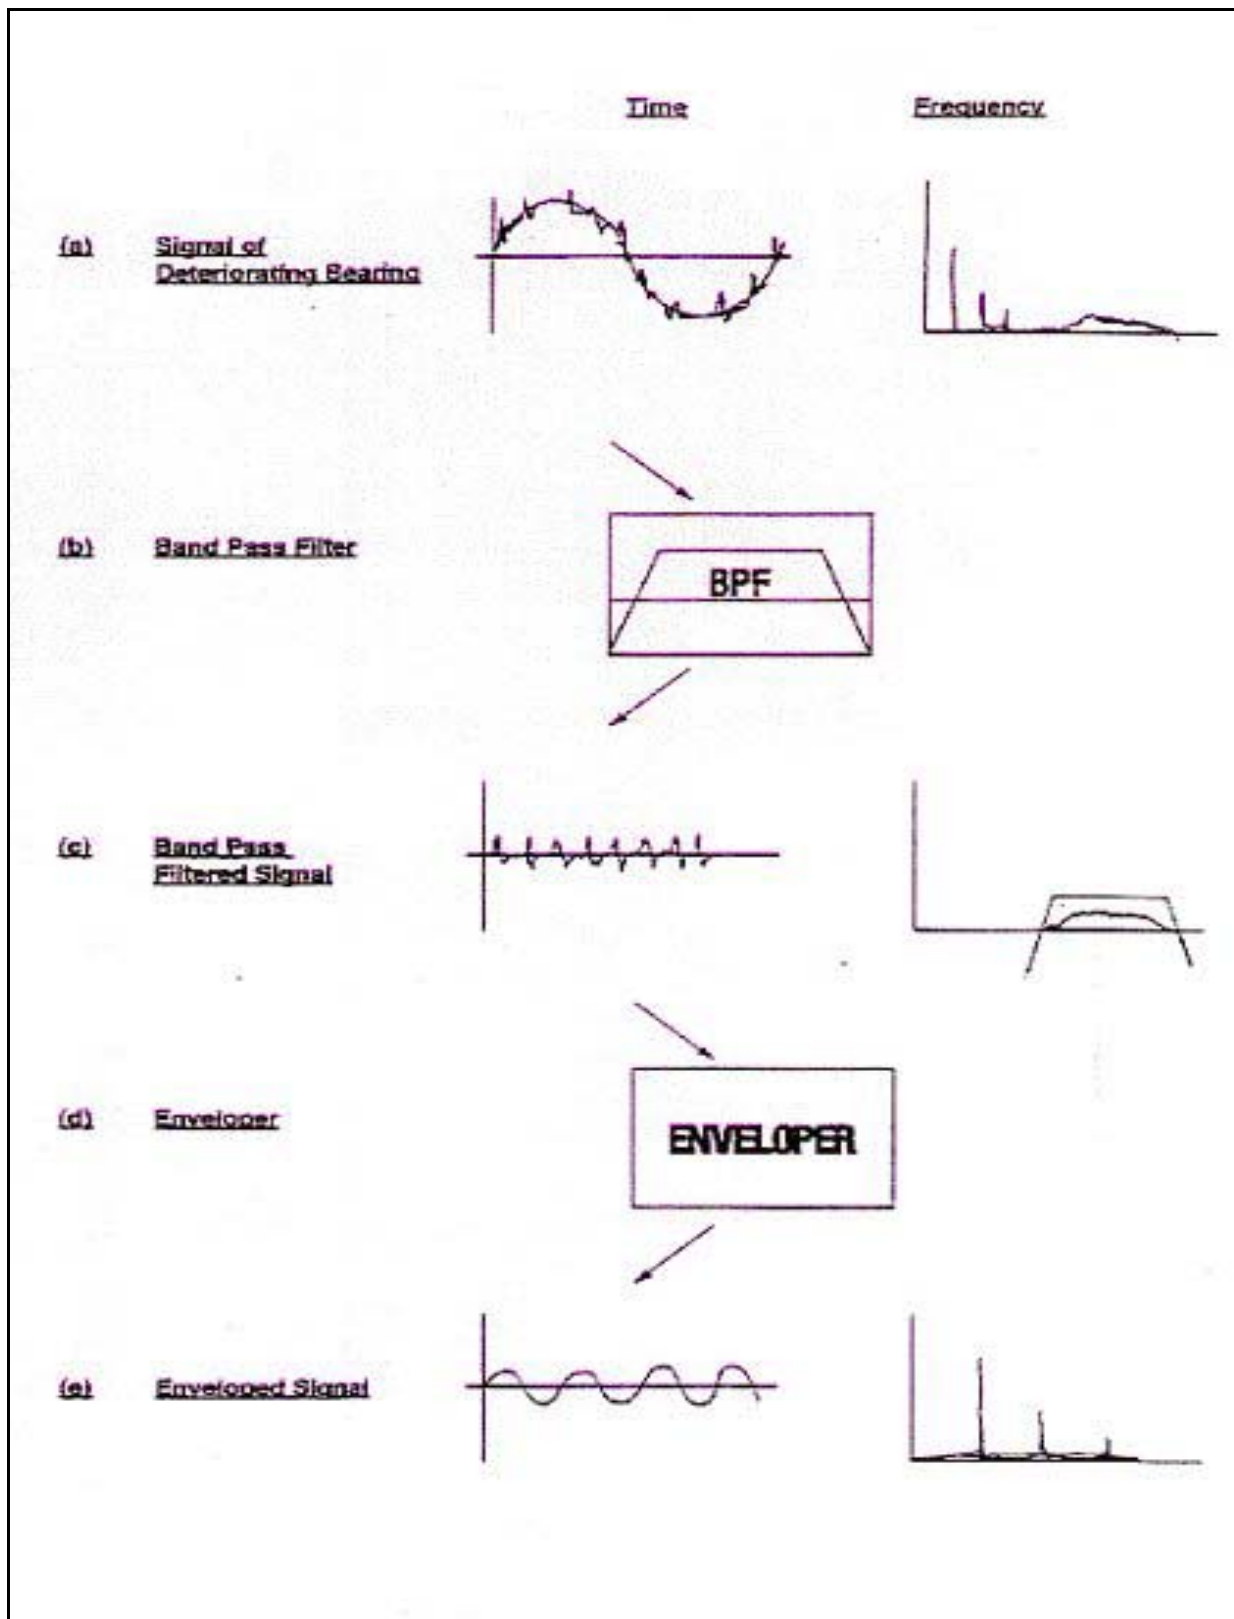 Time Frequency
(a) Signal of
Deteriorating Bearing
(b) Band Pass Filter
BPF
(c) Band Pass
Filtered Signal
(d) Enveloper
ENVELOPER
(e) Enveloped Signal